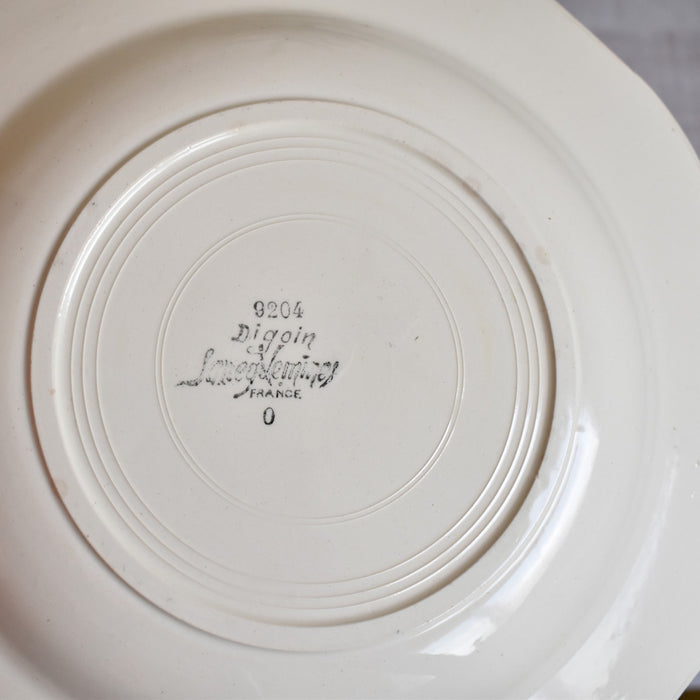 9204
Digoin
&
Sarreguemines
FRANCE
0